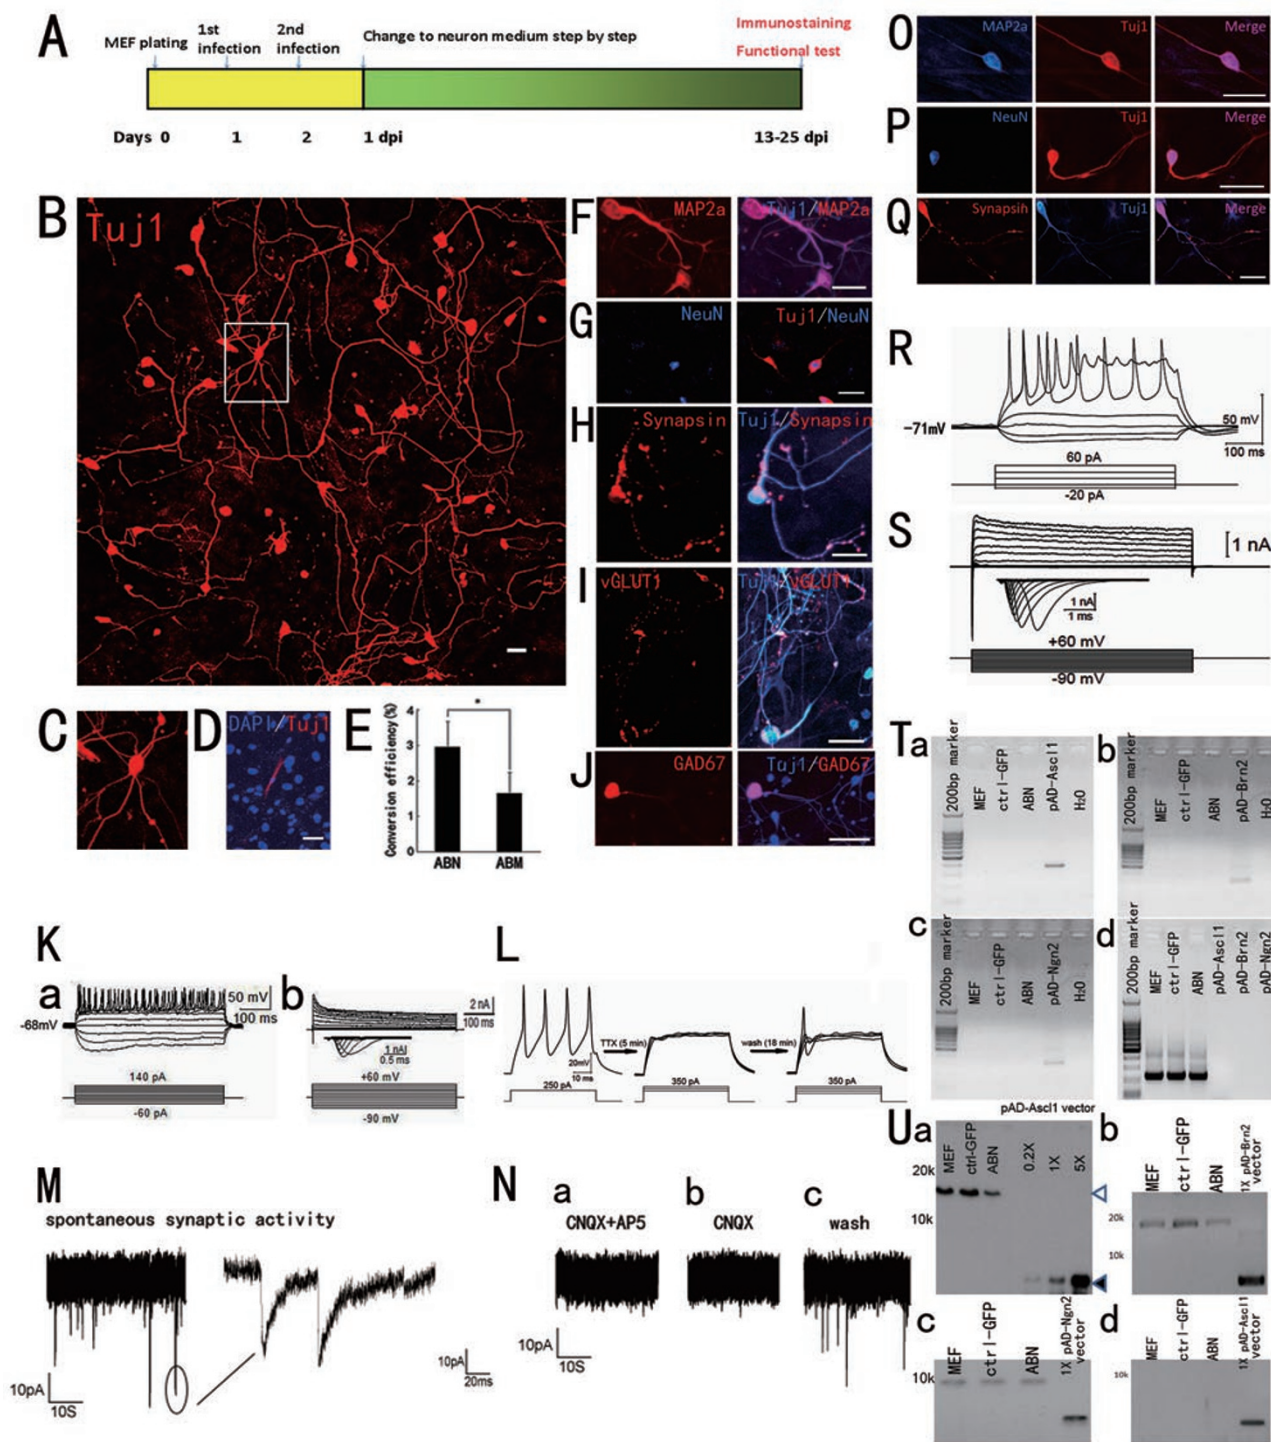 A
MEF plating
1st infection
2nd infection
Change to neuron medium step by step
Immunostaining
Functional test
Days 0
1
2
1 dpi
13-25 dpi
B
Tuj1
C
D
DAPI/Tuj1
E
Conversion efficiency(%)
4
3
2
1
0
*
ABN
ABM
F
MAP2a
Tuj1/MAP2a
G
NeuN
Tuj1/NeuN
H
Synapsin
Tuj1/Synapsin
I
vGLUT1
Tuj1/vGLUT1
J
GAD67
Tuj1/GAD67
K
a
-68mV
50 mV
100 ms
140 pA
-60 pA
b
2 nA
100 ms
1 nA
0.5 ms
+60 mV
-90 mV
L
TTX (5 min)
wash (18 min)
20mV
10 ms
250 pA
350 pA
350 pA
M
spontaneous synaptic activity
10pA
10S
10pA
20ms
N
a
CNQX+AP5
b
CNQX
c
wash
10pA
10S
O
MAP2a
Tuj1
Merge
P
NeuN
Tuj1
Merge
Q
Synapsin
Tuj1
Merge
R
-71mV
50 mV
100 ms
60 pA
-20 pA
S
1 nA
1 nA
1 ms
+60 mV
-90 mV
Ta
200bp marker
MEF
ctrl-GFP
ABN
pAD-Ascl1
H2O
b
200bp marker
MEF
ctrl-GFP
ABN
pAD-Brn2
H2O
c
200bp marker
MEF
ctrl-GFP
ABN
pAD-Ngn2
H2O
d
200bp marker
MEF
ctrl-GFP
ABN
pAD-Ascl1
pAD-Brn2
pAD-Ngn2
Ua
pAD-Ascl1 vector
MEF
ctrl-GFP
ABN
0.2X
1X
5X
20k
10k
b
MEF
ctrl-GFP
ABN
1X pAD-Brn2 vector
20k
10k
c
MEF
ctrl-GFP
ABN
1X pAD-Ngn2 vector
10k
d
MEF
ctrl-GFP
ABN
1X pAD-Ascl1 vector
10k